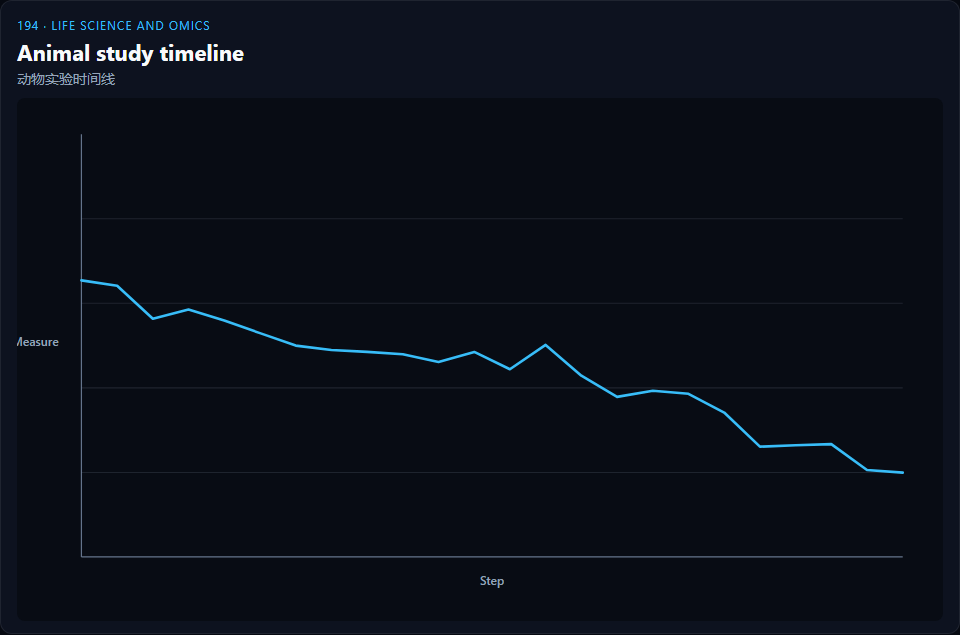 194 · LIFE SCIENCE AND OMICS
Animal study timeline
动物实验时间线
Measure
Step